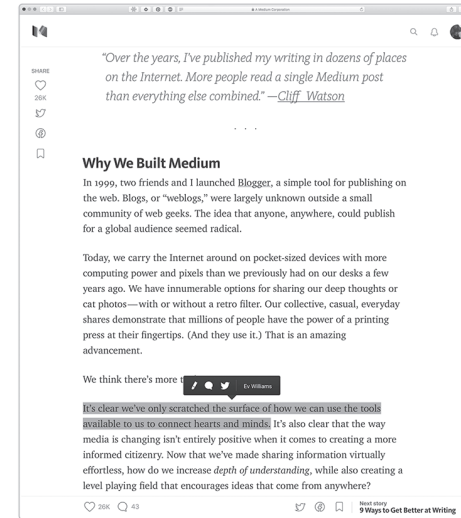 A Medium Corporation
“Over the years, I’ve published my writing in dozens of places
on the Internet. More people read a single Medium post
than everything else combined.” —Cliff Watson
. . .
SHARE
26K
Why We Built Medium
In 1999, two friends and I launched Blogger, a simple tool for publishing on
the web. Blogs, or “weblogs,” were largely unknown outside a small
community of web geeks. The idea that anyone, anywhere, could publish
for a global audience seemed radical.
Today, we carry the Internet around on pocket-sized devices with more
computing power and pixels than we previously had on our desks a few
years ago. We have innumerable options for sharing our deep thoughts or
cat photos—with or without a retro filter. Our collective, casual, everyday
shares demonstrate that millions of people have the power of a printing
press at their fingertips. (And they use it.) That is an amazing
advancement.
We think there’s more
Ev Williams
It’s clear we’ve only scratched the surface of how we can use the tools
available to us to connect hearts and minds. It’s also clear that the way
media is changing isn’t entirely positive when it comes to creating a more
informed citizenry. Now that we’ve made sharing information virtually
effortless, how do we increase depth of understanding, while also creating a
level playing field that encourages ideas that come from anywhere?
26K 43
Next story
9 Ways to Get Better at Writing